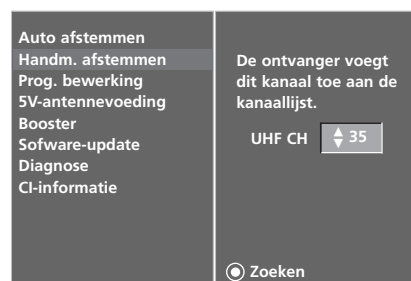 Auto afstemmen
Handm. afstemmen
Prog. bewerking
5V-antennevoeding
Booster
Sofware-update
Diagnose
CI-informatie
De ontvanger voegt
dit kanaal toe aan de
kanaallijst.
UHF CH 35
Zoeken